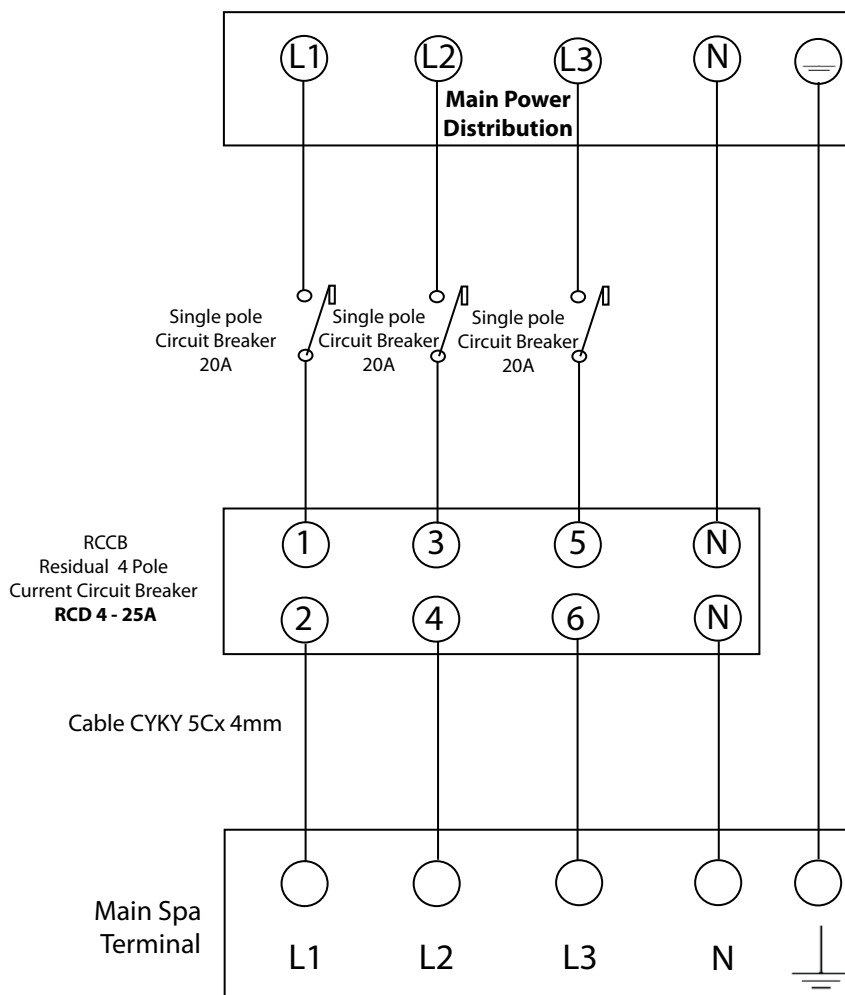 L1 L2 L3 N
Main Power
Distribution
Single pole
Circuit Breaker
20A
Single pole
Circuit Breaker
20A
Single pole
Circuit Breaker
20A
RCCB
Residual 4 Pole
Current Circuit Breaker
RCD 4 - 25A
1 3 5 N
2 4 6 N
Cable CYKY 5Cx 4mm
Main Spa
Terminal
L1 L2 L3 N